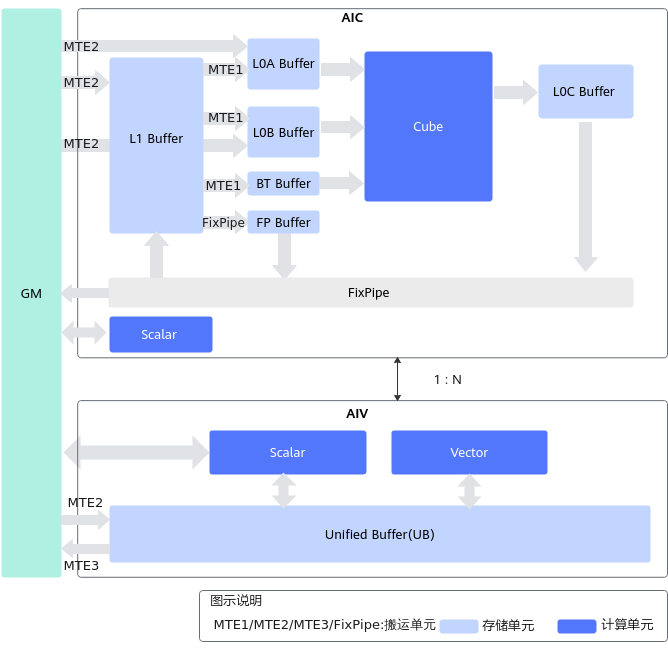 AIC
MTE2
L0A Buffer
MTE1
MTE2
L1 Buffer
MTE1
L0B Buffer
Cube
L0C Buffer
MTE2
MTE1
BT Buffer
FixPipe
FP Buffer
GM
FixPipe
Scalar
1 : N
AIV
Scalar
Vector
MTE2
Unified Buffer(UB)
MTE3
图示说明
MTE1/MTE2/MTE3/FixPipe:搬运单元 存储单元 计算单元